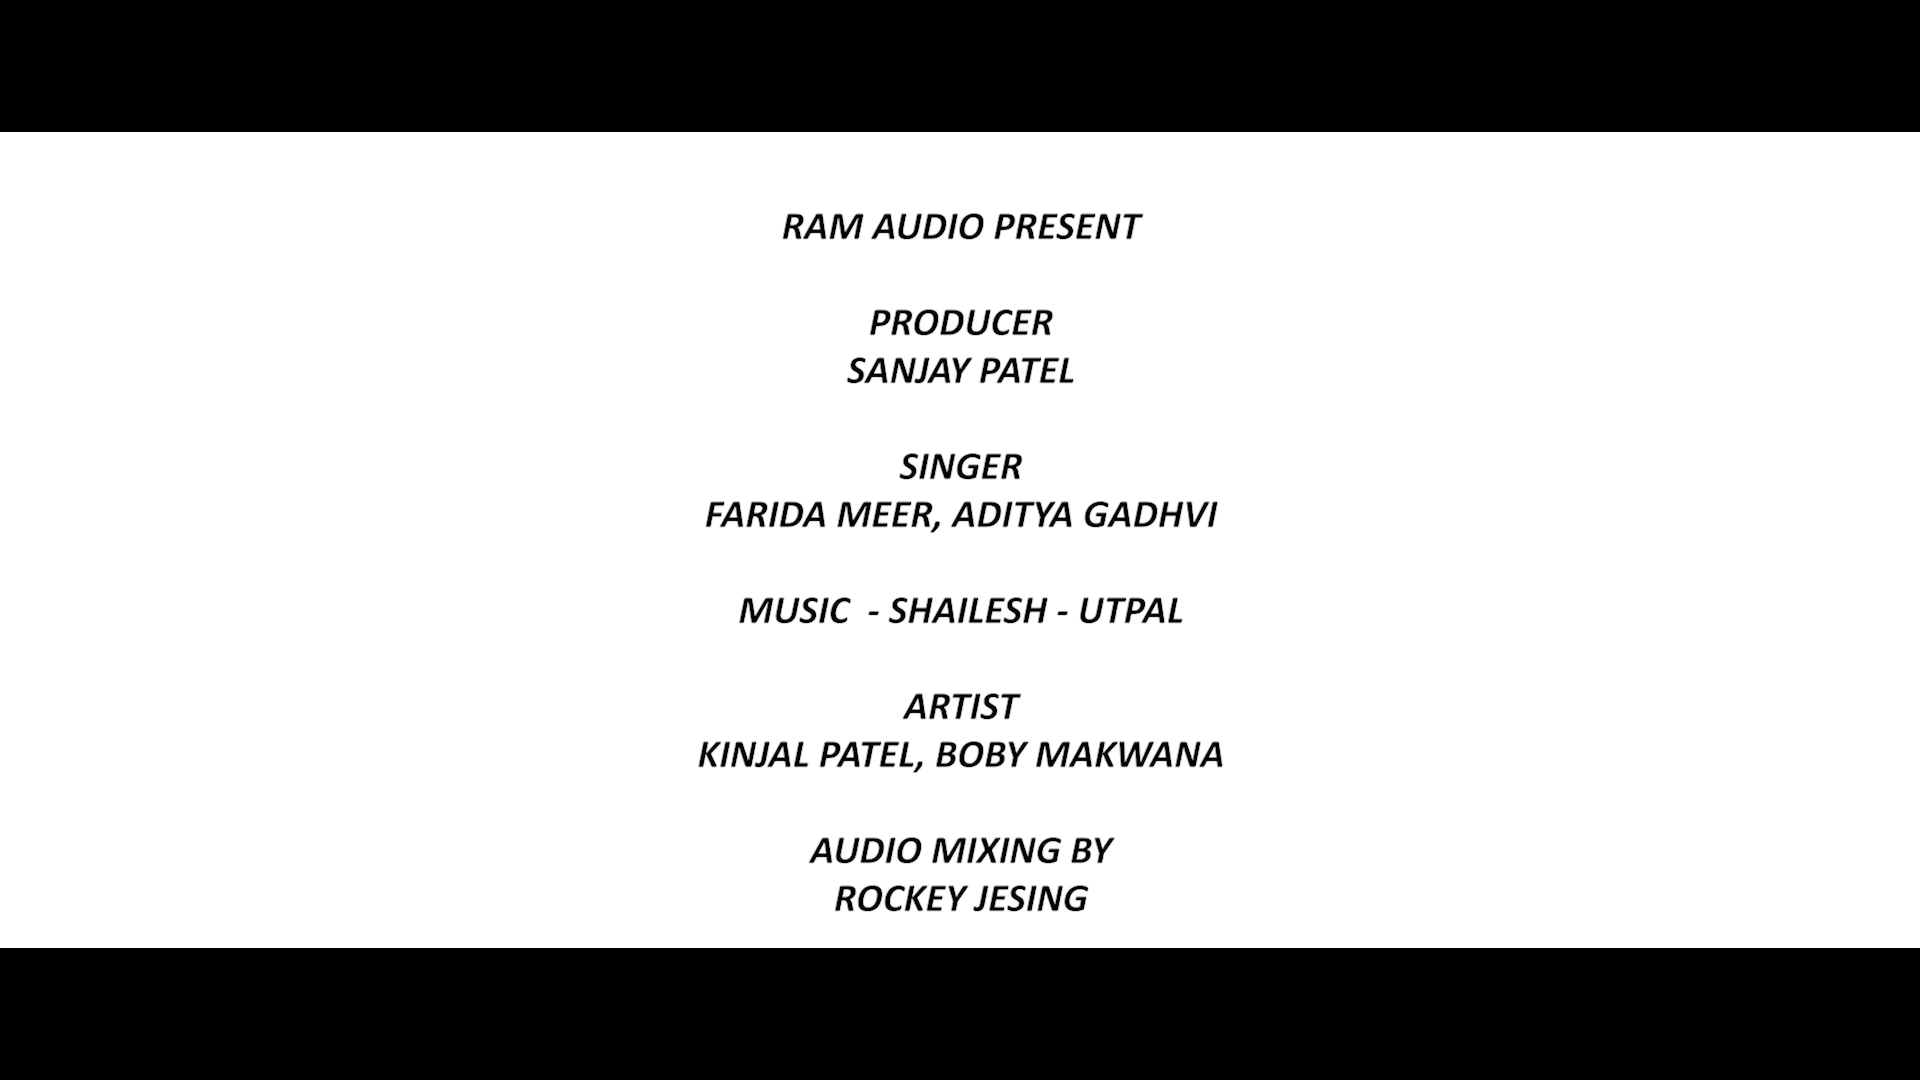 RAM AUDIO PRESENT
PRODUCER
SANJAY PATEL
SINGER
FARIDA MEER, ADITYA GADHVI
MUSIC  - SHAILESH - UTPAL
ARTIST
KINJAL PATEL, BOBY MAKWANA
AUDIO MIXING BY
ROCKEY JESING